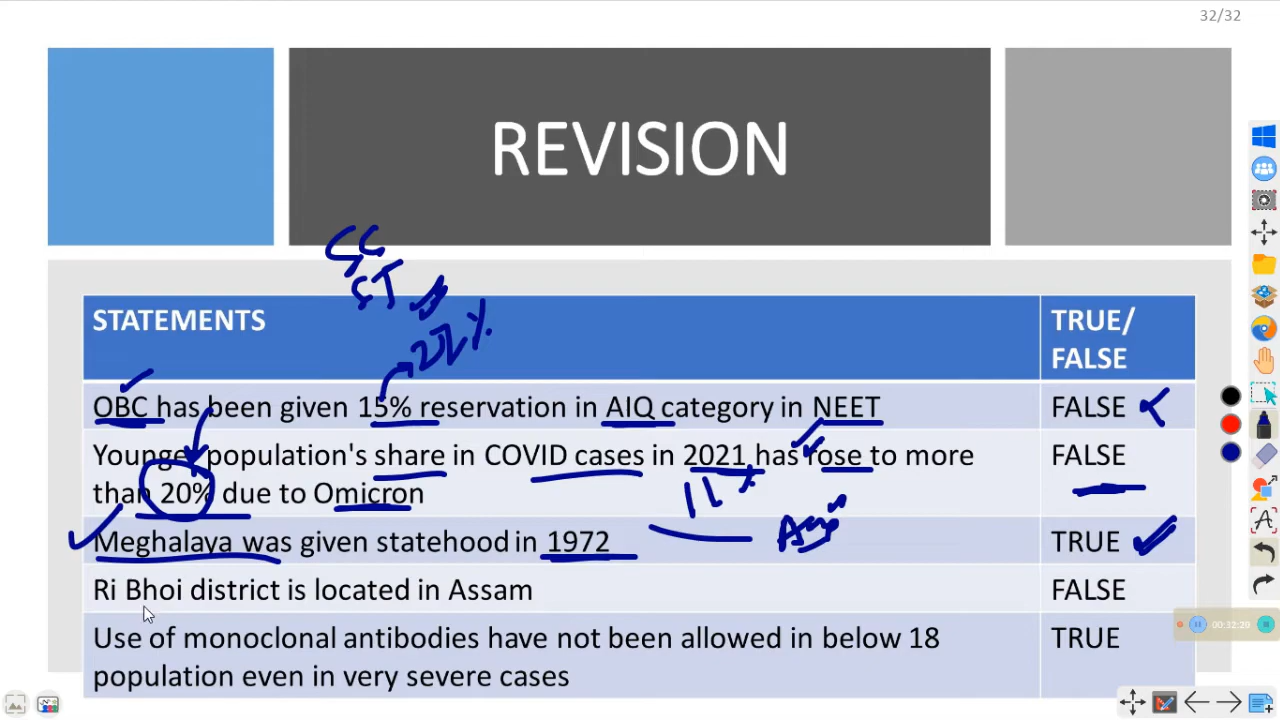 32/32
REVISION
SC
ST
STATEMENTS
TRUE/
FALSE
27%
OBC has been given 15% reservation in AIQ category in NEET
FALSE
Younger population's share in COVID cases in 2021 has rose to more
than 20% due to Omicron
FALSE
11%
Meghalaya was given statehood in 1972
TRUE
Ri Bhoi district is located in Assam
FALSE
Use of monoclonal antibodies have not been allowed in below 18
population even in very severe cases
TRUE
00:32:20